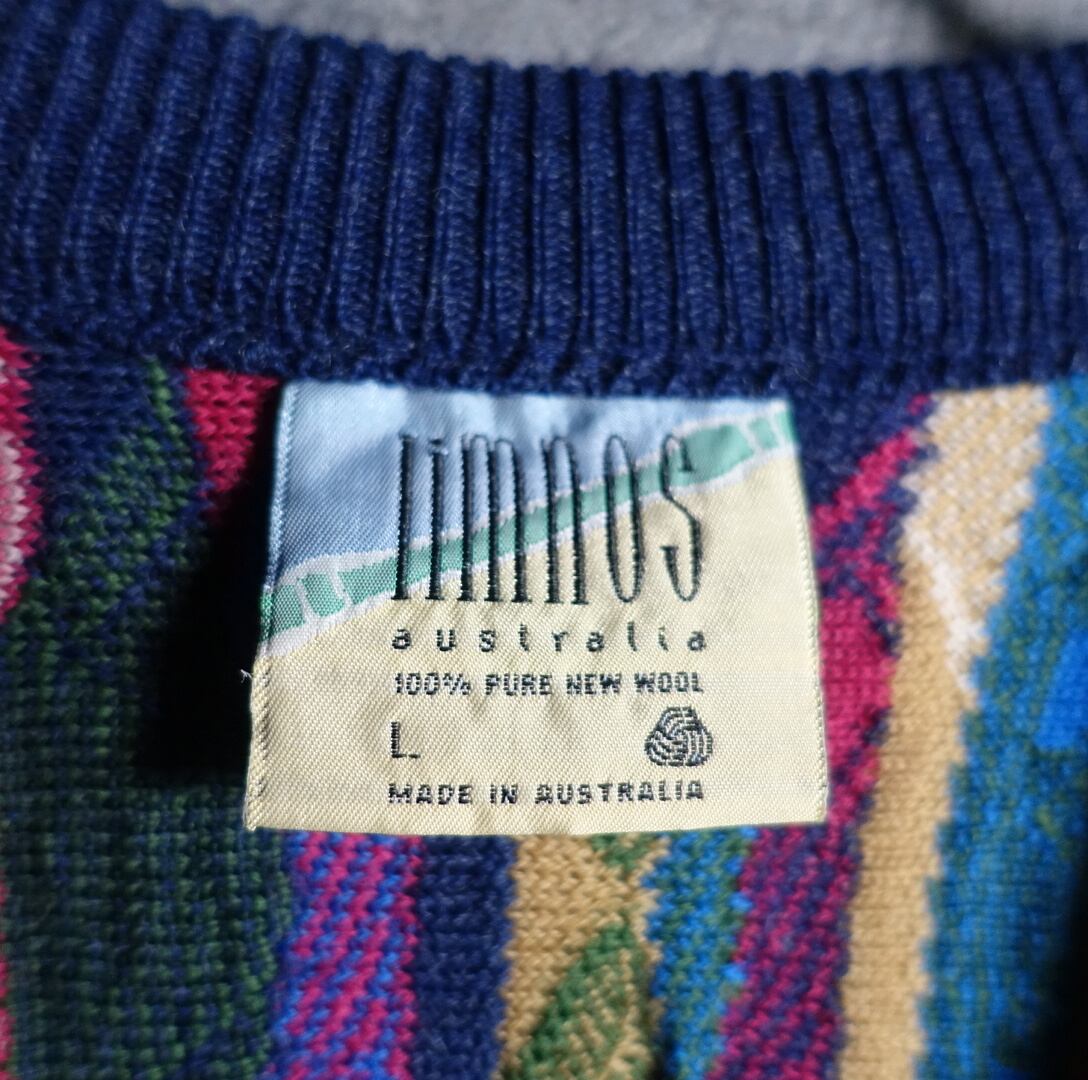 limnos
australia
100% PURE NEW WOOL
L
MADE IN AUSTRALIA